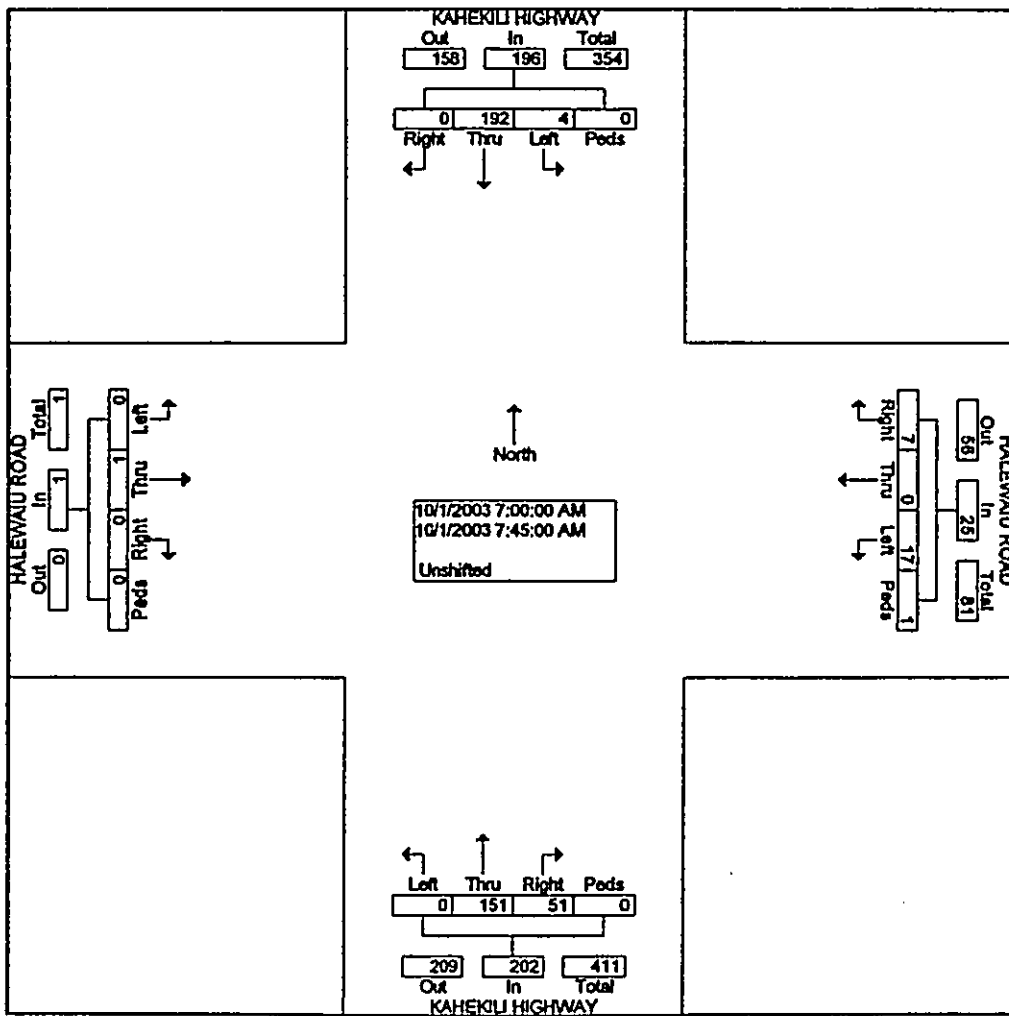 KAHEKILI HIGHWAY
Out In Total
158 196 354
0 192 4 0
Right Thru Left Peds
HALEWAIU ROAD
Total In Out
1 1 0
0 1 0 0
Left Thru Right Peds
North
10/1/2003 7:00:00 AM
10/1/2003 7:45:00 AM
Unshifted
Right Thru Left Peds
7 0 17 1
56 25 81
Out In Total
HALEWAIU ROAD
Left Thru Right Peds
0 151 51 0
209 202 411
Out In Total
KAHEKILI HIGHWAY